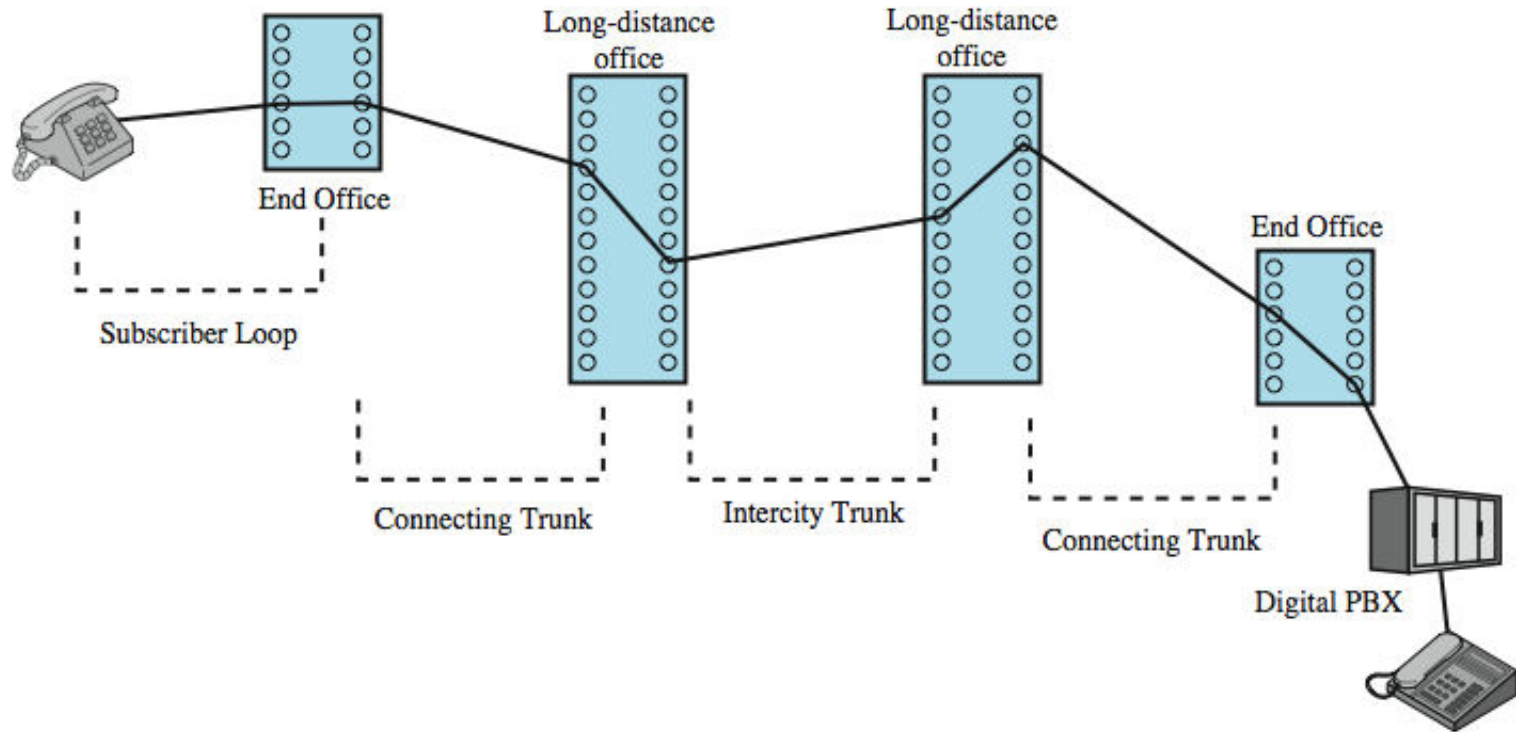 Long-distance
office
Long-distance
office
End Office
End Office
Subscriber Loop
Connecting Trunk
Intercity Trunk
Connecting Trunk
Digital PBX